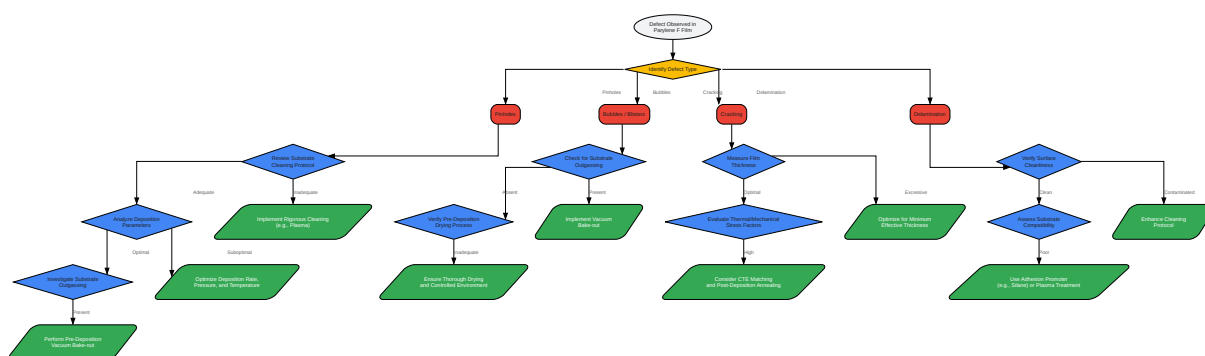 Defect Observed in
Parylene F Film
Identify Defect Type
Pinholes
Bubbles
Cracking
Delamination
Pinholes
Bubbles / Blisters
Cracking
Delamination
Review Substrate
Cleaning Protocol
Check for Substrate
Outgassing
Measure Film
Thickness
Verify Surface
Cleanliness
Adequate
Inadequate
Absent
Present
Optimal
Excessive
Clean
Contaminated
Analyze Deposition
Parameters
Implement Rigorous Cleaning
(e.g., Plasma)
Verify Pre-Deposition
Drying Process
Implement Vacuum
Bake-out
Evaluate Thermal/Mechanical
Stress Factors
Optimize for Minimum
Effective Thickness
Assess Substrate
Compatibility
Enhance Cleaning
Protocol
Optimal
Suboptimal
Inadequate
High
Poor
Investigate Substrate
Outgassing
Optimize Deposition Rate,
Pressure, and Temperature
Ensure Thorough Drying
and Controlled Environment
Consider CTE Matching
and Post-Deposition Annealing
Use Adhesion Promoter
(e.g., Silane) or Plasma Treatment
Present
Perform Pre-Deposition
Vacuum Bake-out